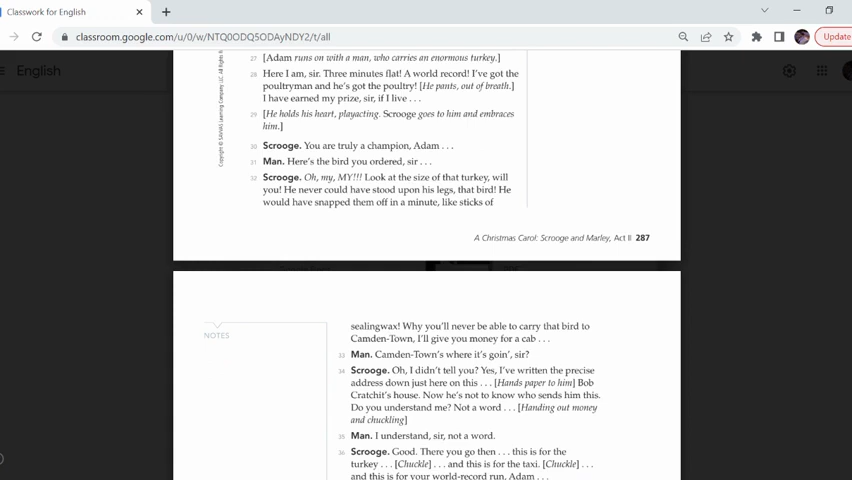 Classwork for English
classroom.google.com/u/0/w/NTQ0ODQ5ODAyNDY2/t/all
Update
English
Copyright © SAVVAS Learning Company LLC. All Rights R
27 [Adam runs on with a man, who carries an enormous turkey.]
28 Here I am, sir. Three minutes flat! A world record! I've got the
poultryman and he's got the poultry! [He pants, out of breath.]
I have earned my prize, sir, if I live . . .
29 [He holds his heart, playacting. Scrooge goes to him and embraces
him.]
30 Scrooge. You are truly a champion, Adam . . .
31 Man. Here's the bird you ordered, sir . . .
32 Scrooge. Oh, my, MY!!! Look at the size of that turkey, will
you! He never could have stood upon his legs, that bird! He
would have snapped them off in a minute, like sticks of
A Christmas Carol: Scrooge and Marley, Act II 287
NOTES
sealingwax! Why you'll never be able to carry that bird to
Camden-Town, I'll give you money for a cab . . .
33 Man. Camden-Town's where it's goin', sir?
34 Scrooge. Oh, I didn't tell you? Yes, I've written the precise
address down just here on this . . . [Hands paper to him] Bob
Cratchit's house. Now he's not to know who sends him this.
Do you understand me? Not a word . . . [Handing out money
and chuckling]
35 Man. I understand, sir, not a word.
36 Scrooge. Good. There you go then . . . this is for the
turkey . . . [Chuckle] . . . and this is for the taxi. [Chuckle] . . .
and this is for your world-record run, Adam . . .